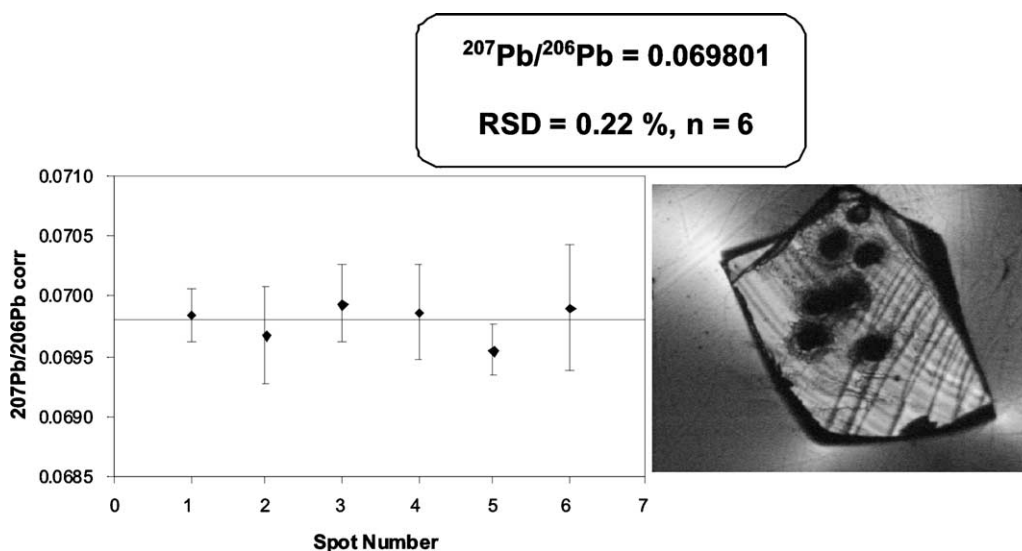 ²⁰⁷Pb/²⁰⁶Pb = 0.069801
RSD = 0.22 %, n = 6
207Pb/206Pb corr
0.0710
0.0705
0.0700
0.0695
0.0690
0.0685
0 1 2 3 4 5 6 7
Spot Number